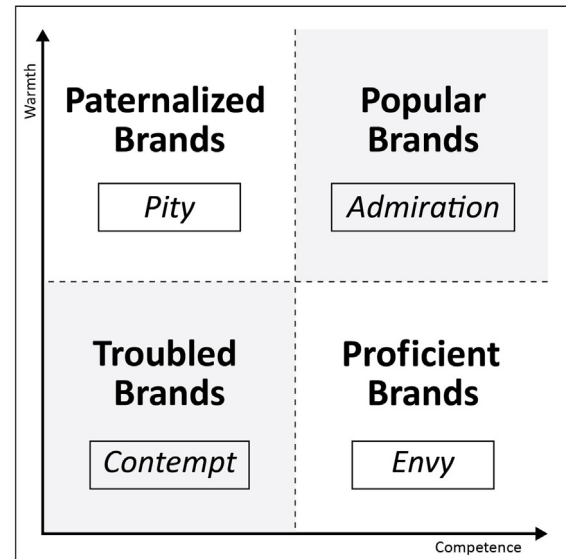 Warmth
Paternalized
Brands
Pity
Popular
Brands
Admiration
Troubled
Brands
Contempt
Proficient
Brands
Envy
Competence